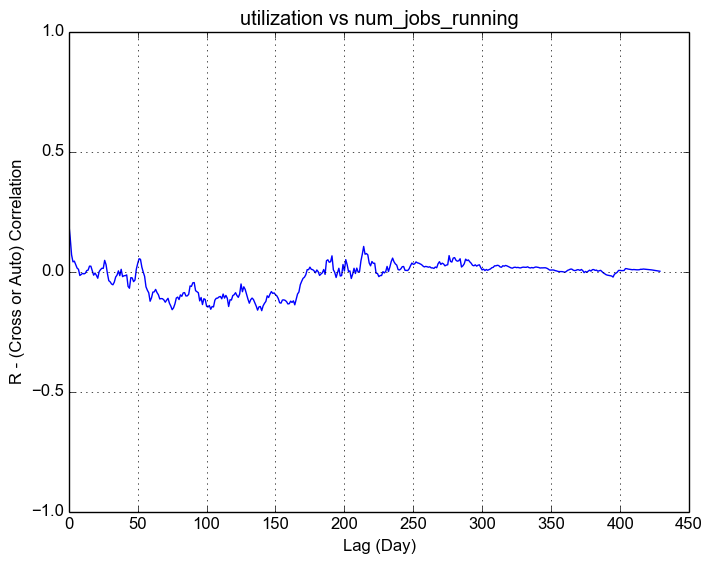 utilization vs num_jobs_running
1.0
0.5
0.0
−0.5
−1.0
R - (Cross or Auto) Correlation
0 50 100 150 200 250 300 350 400 450
Lag (Day)